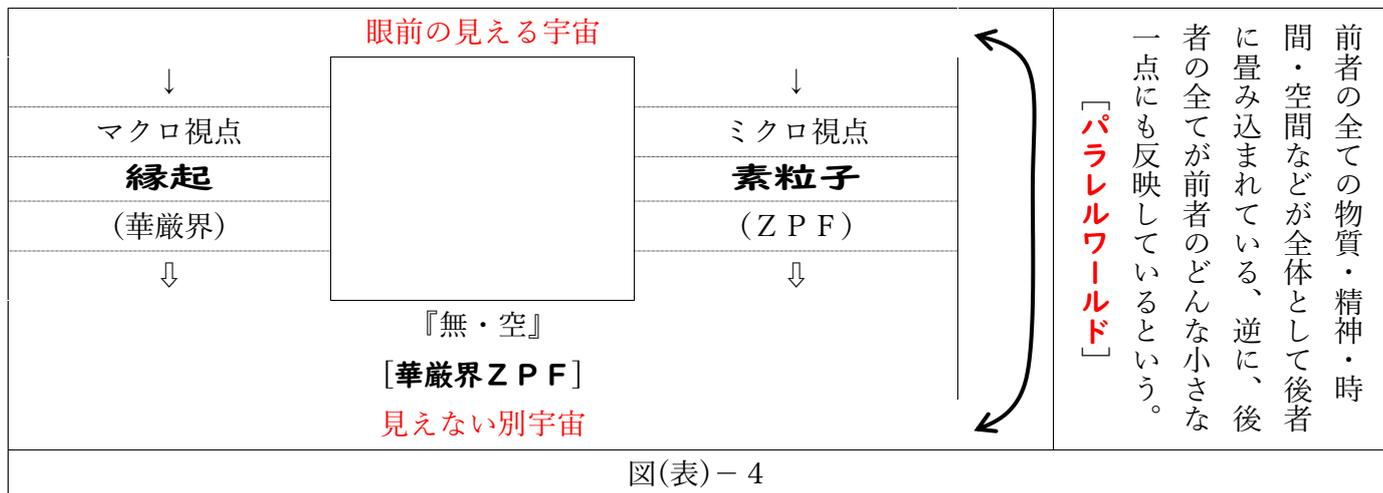 眼前の見える宇宙
↓
マクロ視点
縁起
(華厳界)
⇩
↓
ミクロ視点
素粒子
(ＺＰＦ)
⇩
『無・空』
[華厳界ＺＰＦ]
見えない別宇宙
前者の全ての物質・精神・時
間・空間などが全体として後者
に畳み込まれている、逆に、後
者の全てが前者のどんな小さな
一点にも反映しているという。
[パラレルワールド]
図(表)－４